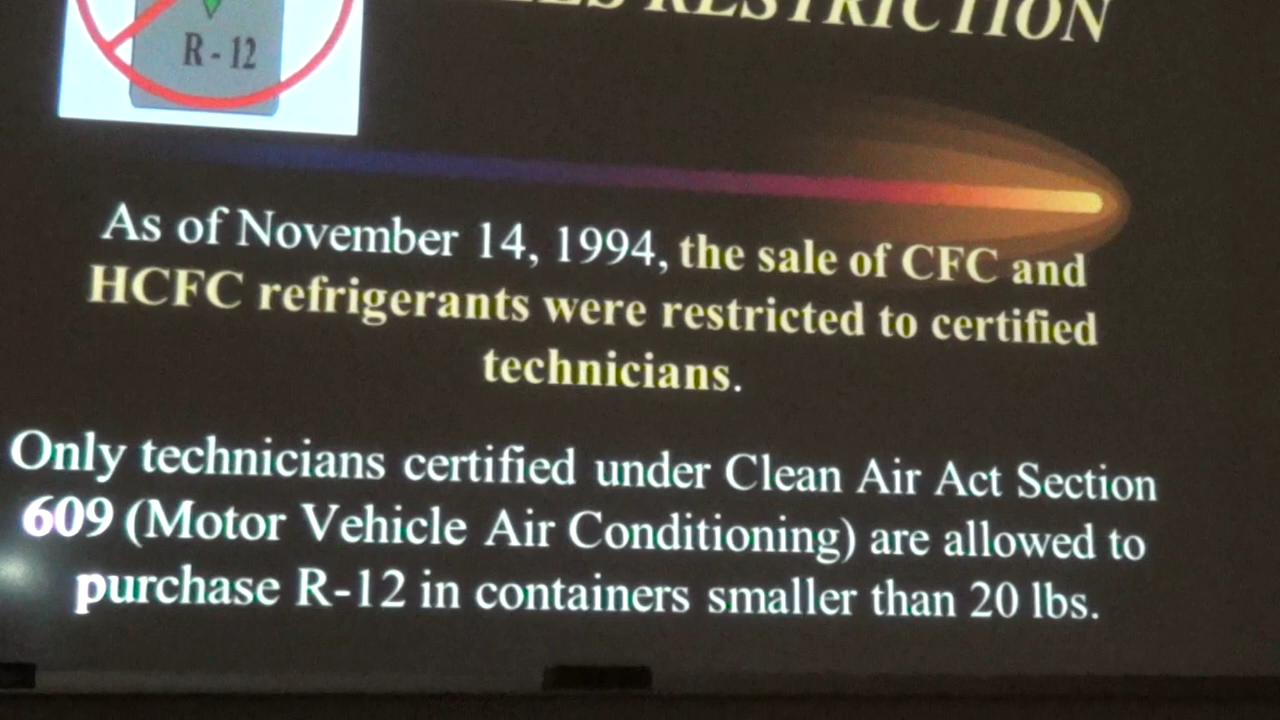 RESTRICTION
R - 12
As of November 14, 1994, the sale of CFC and
HCFC refrigerants were restricted to certified
technicians.
Only technicians certified under Clean Air Act Section
609 (Motor Vehicle Air Conditioning) are allowed to
purchase R-12 in containers smaller than 20 lbs.